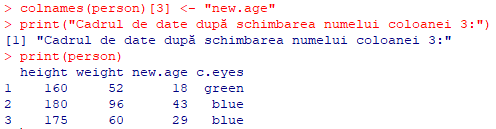 > colnames(person)[3] <- "new.age"
> print("Cadrul de date după schimbarea numelui coloanei 3:")
[1] "Cadrul de date după schimbarea numelui coloanei 3:"
> print(person)
  height weight new.age c.eyes
1    160     52      18  green
2    180     96      43   blue
3    175     60      29   blue